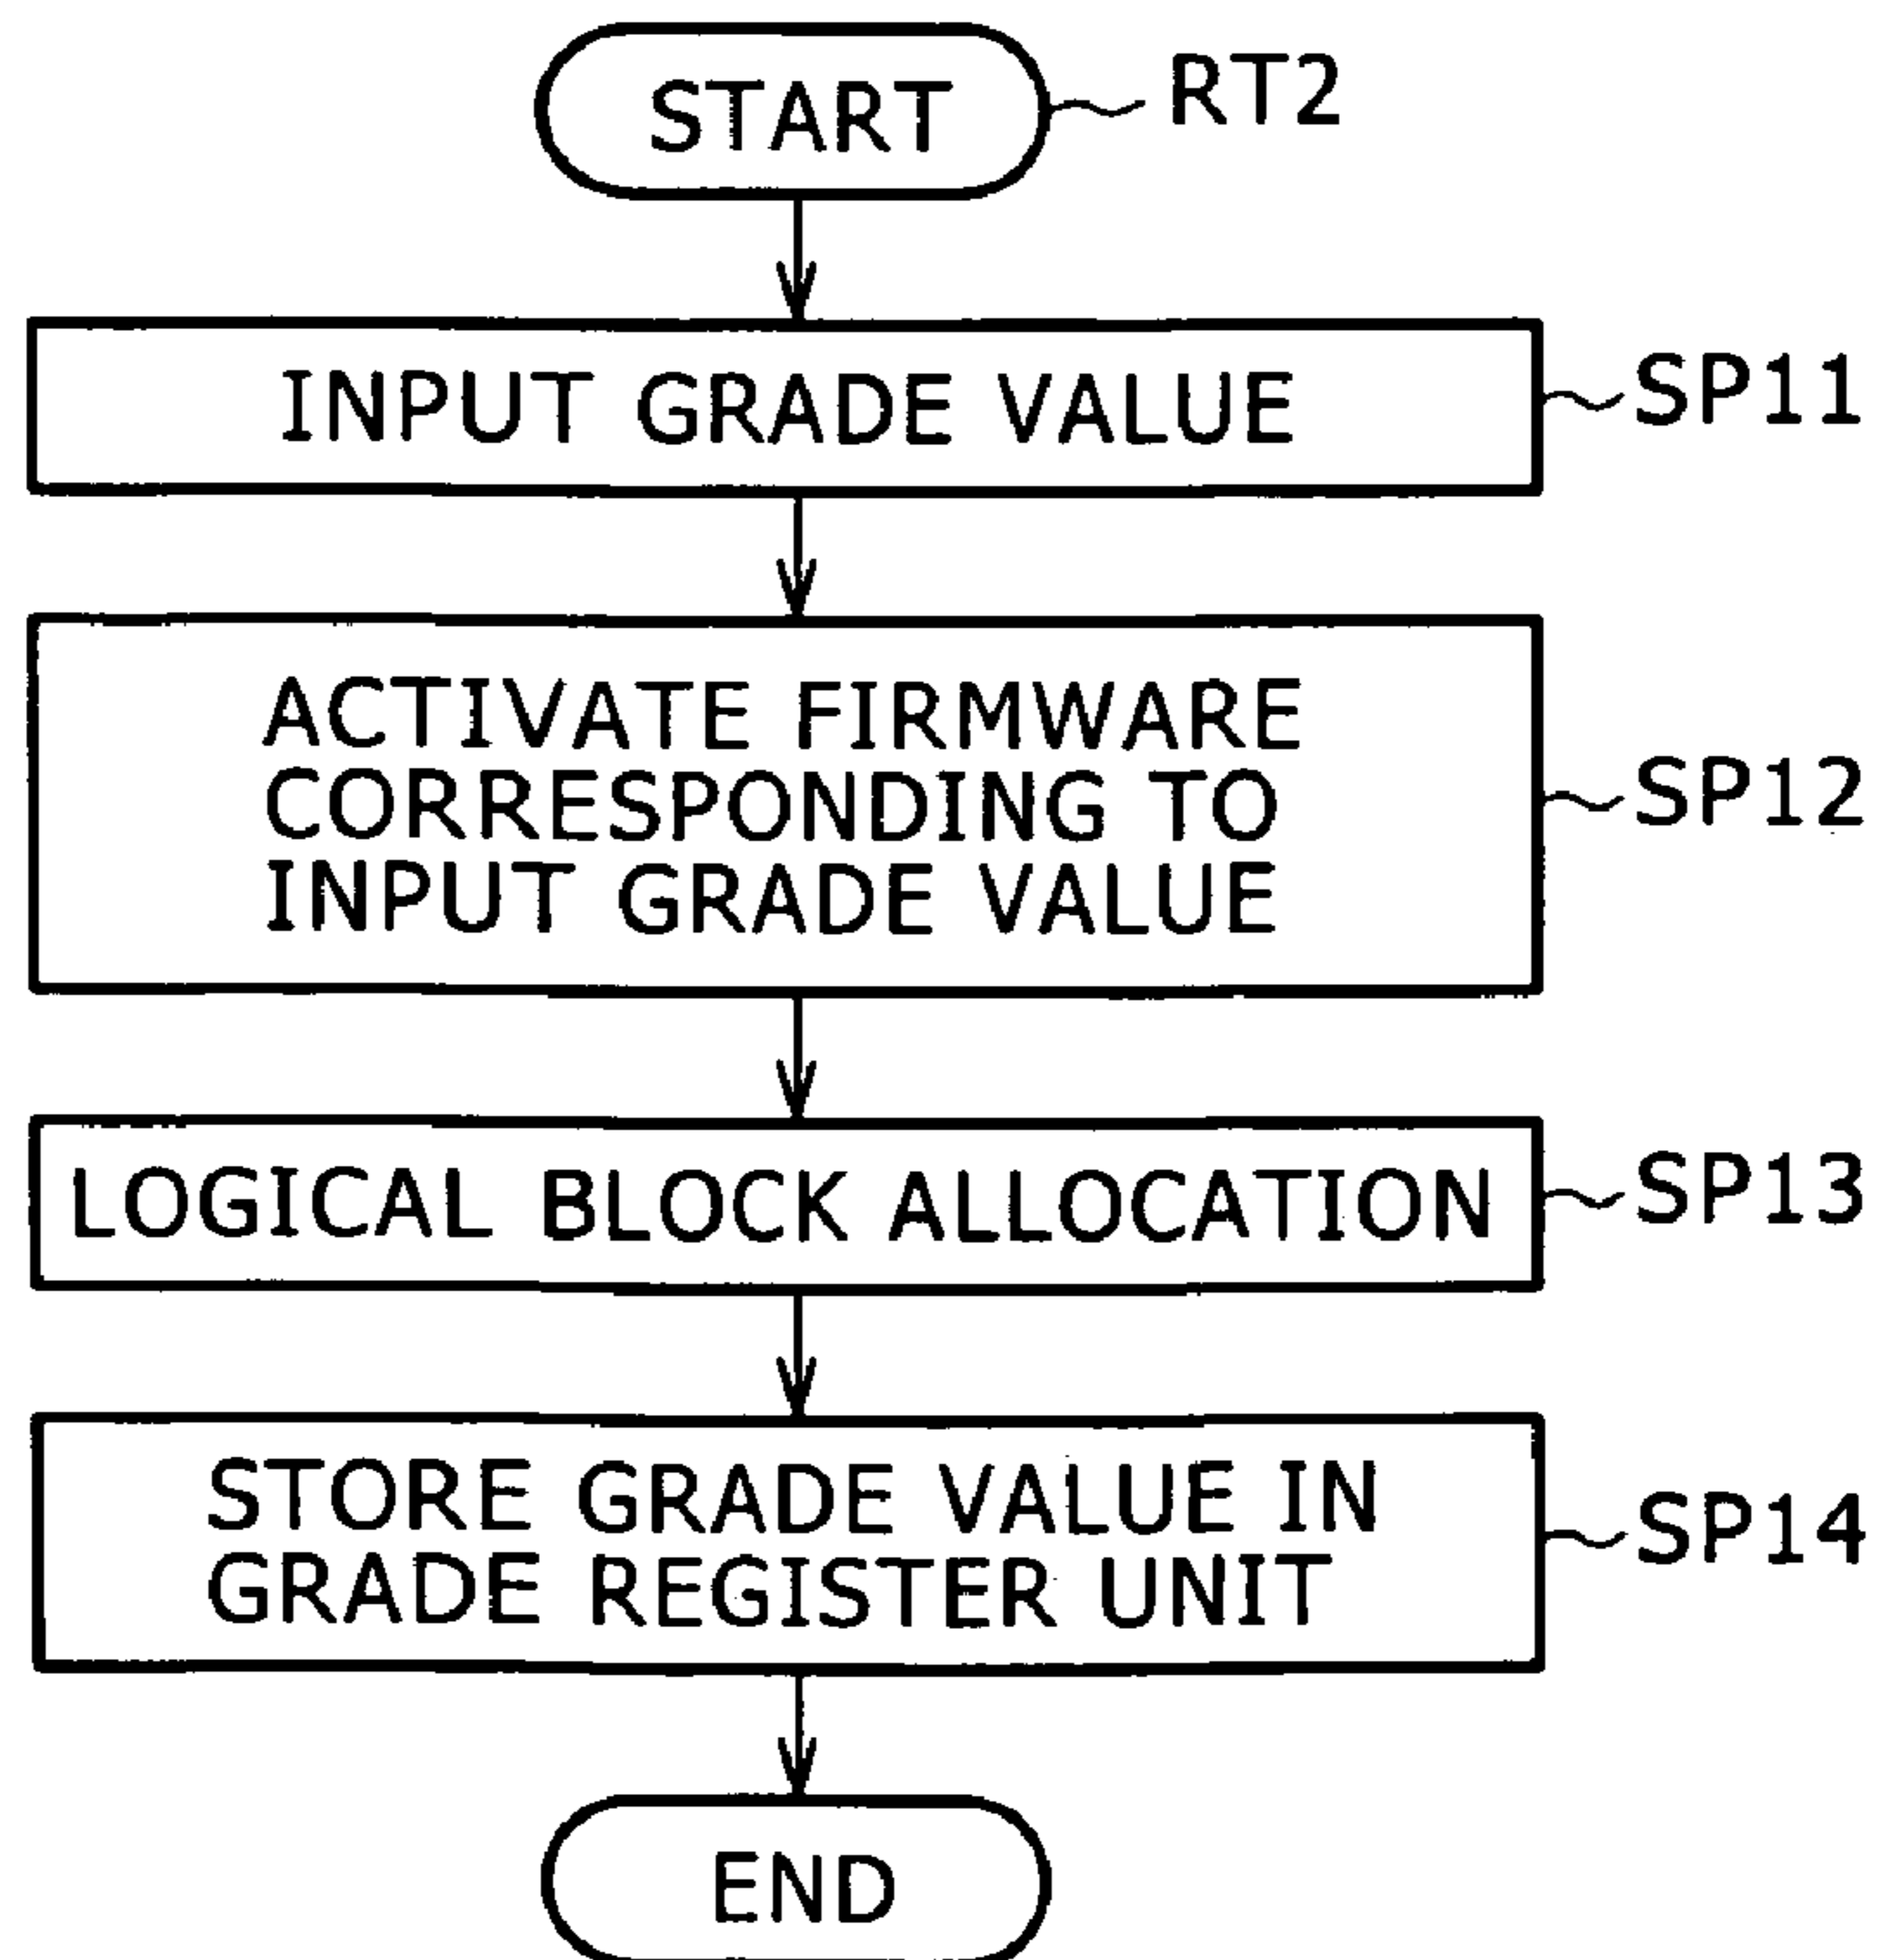 START
RT2
INPUT GRADE VALUE
SP11
ACTIVATE FIRMWARE
CORRESPONDING TO
INPUT GRADE VALUE
SP12
LOGICAL BLOCK ALLOCATION
SP13
STORE GRADE VALUE IN
GRADE REGISTER UNIT
SP14
END